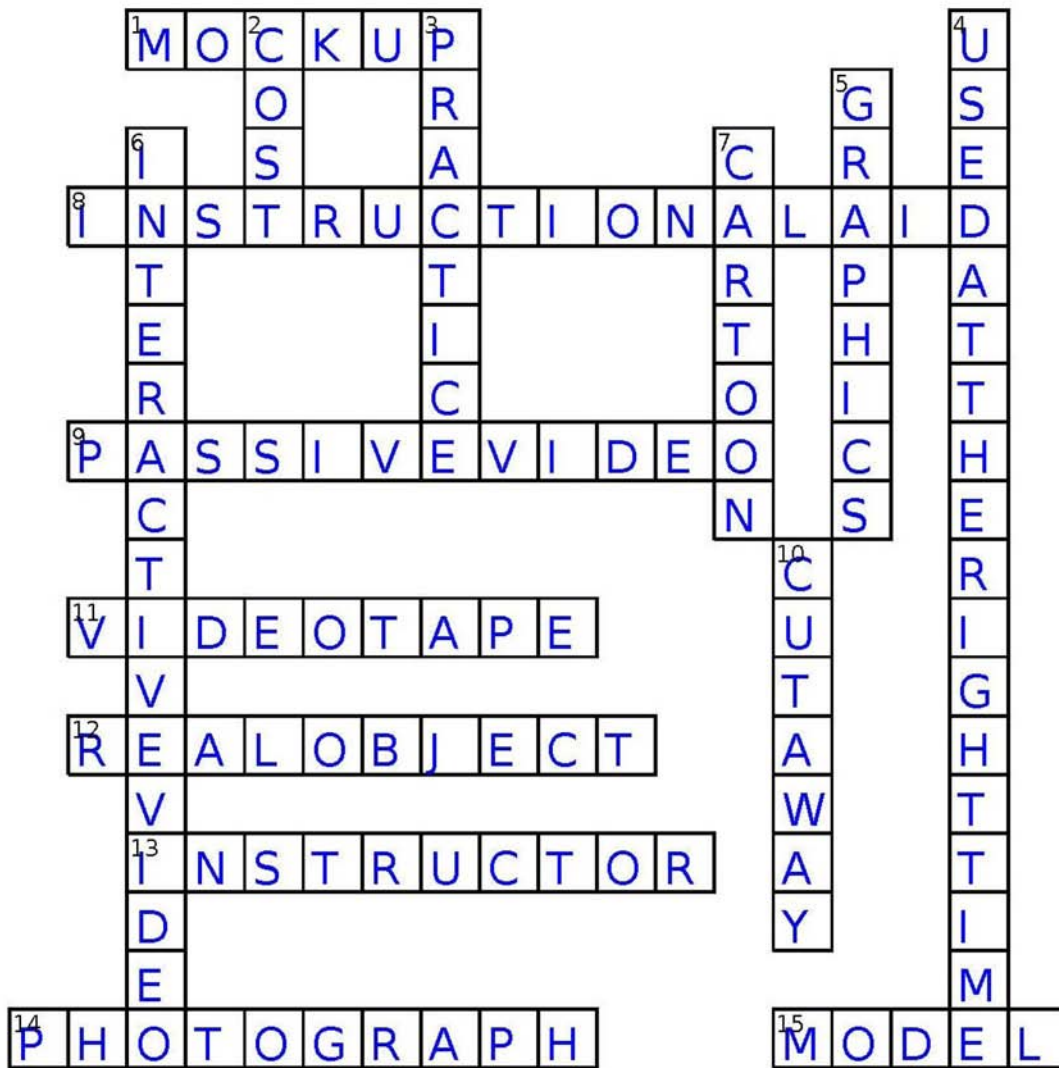 1 M O 2 C K U 3 P 4 U
O R 5 G S
6 I S A 7 C R E
8 I N S T R U C T I O N A L A I D
T T R P A
E I T H T
R C O I T
9 P A S S I V E V I D E O C H
C N S E
T 10 C R
11 V I D E O T A P E U I
V T G
12 R E A L O B J E C T A H
V W T
13 I N S T R U C T O R A T
D Y I
E M
14 P H O T O G R A P H 15 M O D E L